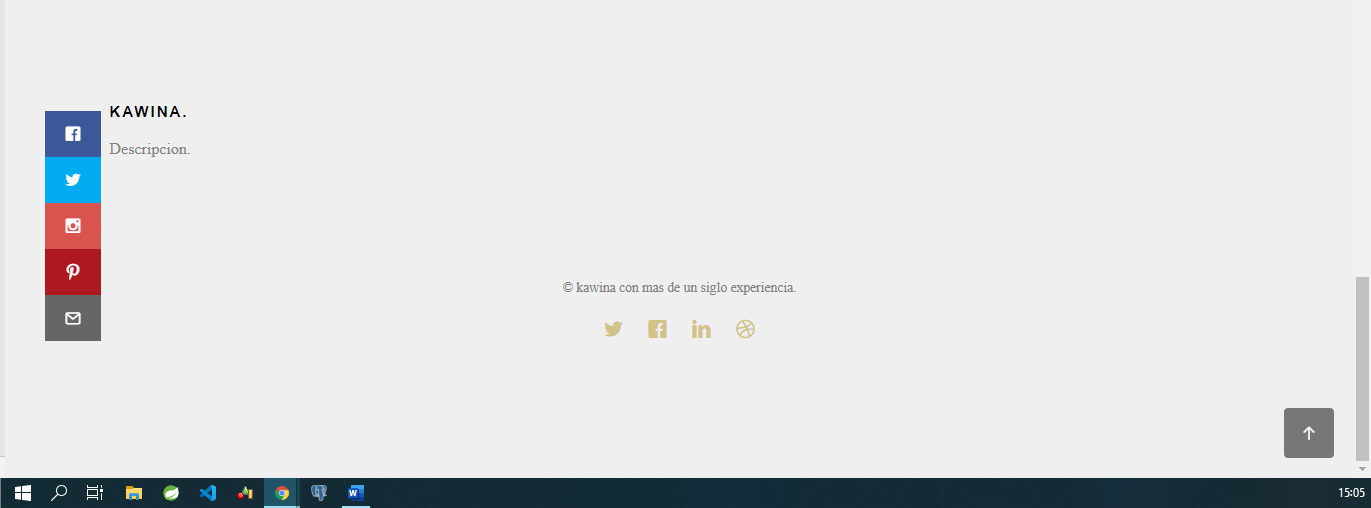 KAWINA.
Descripcion.
© kawina con mas de un siglo experiencia.
15:05